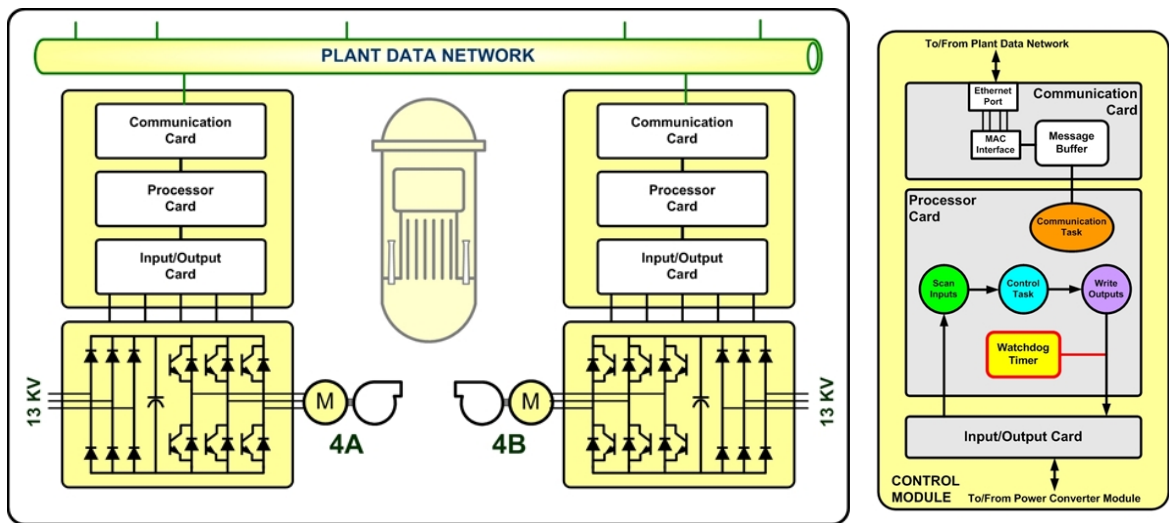 PLANT DATA NETWORK
Communication
Card
Processor
Card
Input/Output
Card
13 KV
M
4A
Communication
Card
Processor
Card
Input/Output
Card
4B
M
13 KV
To/From Plant Data Network
Ethernet
Port
Communication
Card
MAC
Interface
Message
Buffer
Processor
Card
Communication
Task
Scan
Inputs
Control
Task
Write
Outputs
Watchdog
Timer
Input/Output Card
CONTROL
MODULE
To/From Power Converter Module